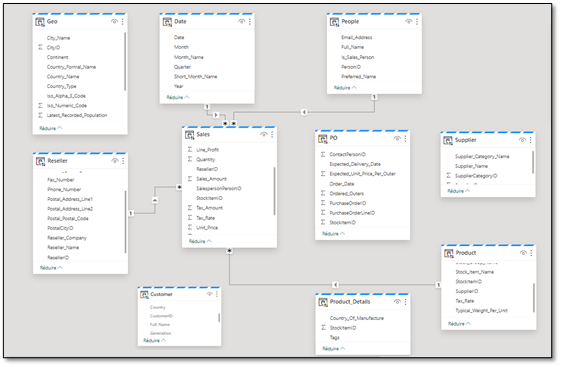 Geo
City_Name
CityID
Continent
Country_Formal_Name
Country_Name
Country_Type
Iso_Alpha_3_Code
Iso_Numeric_Code
Latest_Recorded_Population
Réduire
Date
Date
Month
Month_Name
Quarter
Short_Month_Name
Year
Réduire
People
Email_Address
Full_Name
Is_Sales_Person
PersonID
Preferred_Name
Réduire
1
1
Sales
Line_Profit
Quantity
ResellerID
Sales_Amount
SalespersonPersonID
StockItemID
Tax_Amount
Tax_Rate
Unit_Price
Réduire
PO
ContactPersonID
Expected_Delivery_Date
Expected_Unit_Price_Per_Outer
Order_Date
Ordered_Outers
PurchaseOrderID
PurchaseOrderLineID
StockItemID
Réduire
Supplier
Supplier_Category_Name
Supplier_Name
SupplierCategoryID
Réduire
Reseller
Fax_Number
Phone_Number
Postal_Address_Line1
Postal_Address_Line2
Postal_Postal_Code
PostalCityID
Reseller_Company
Reseller_Name
ResellerID
Réduire
1
Product
Stock_Item_Name
StockItemID
SupplierID
Tax_Rate
Typical_Weight_Per_Unit
Réduire
1
Customer
Country
CustomerID
Full_Name
Generation
Réduire
Product_Details
Country_Of_Manufacture
StockItemID
Tags
Réduire